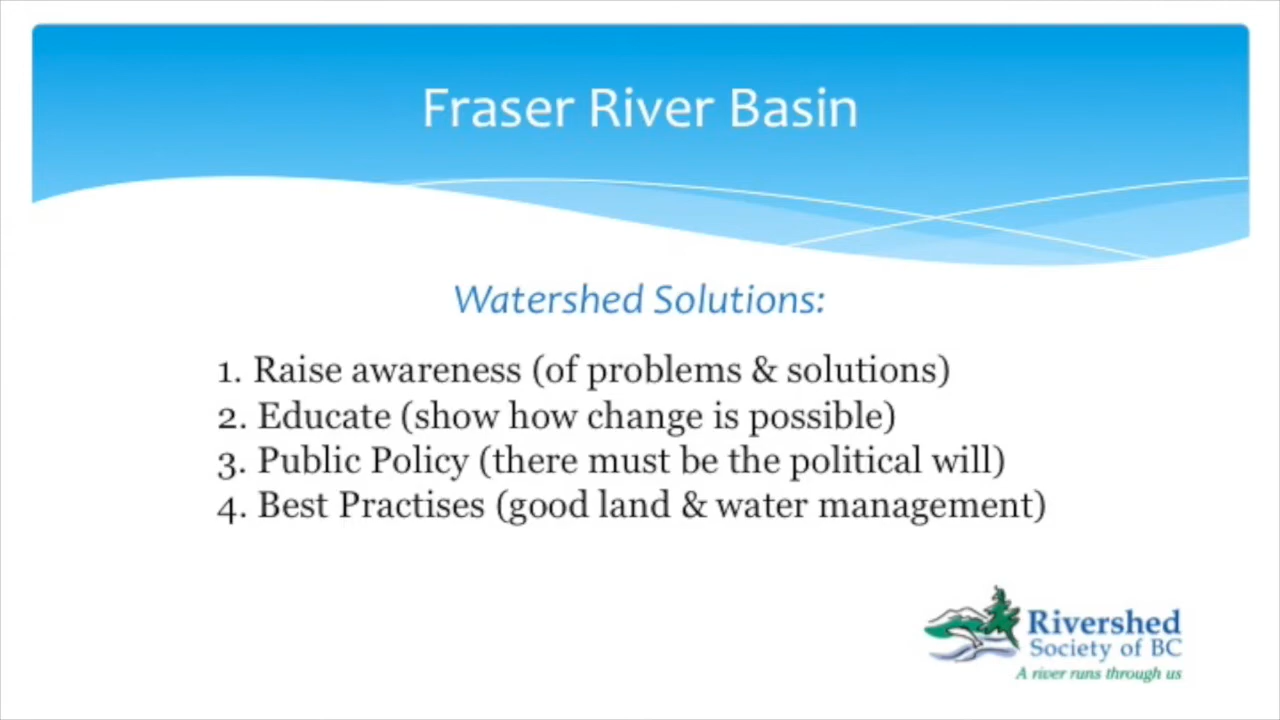 Fraser River Basin
Watershed Solutions:
1. Raise awareness (of problems & solutions)
2. Educate (show how change is possible)
3. Public Policy (there must be the political will)
4. Best Practises (good land & water management)
Rivershed
Society of BC
A river runs through us